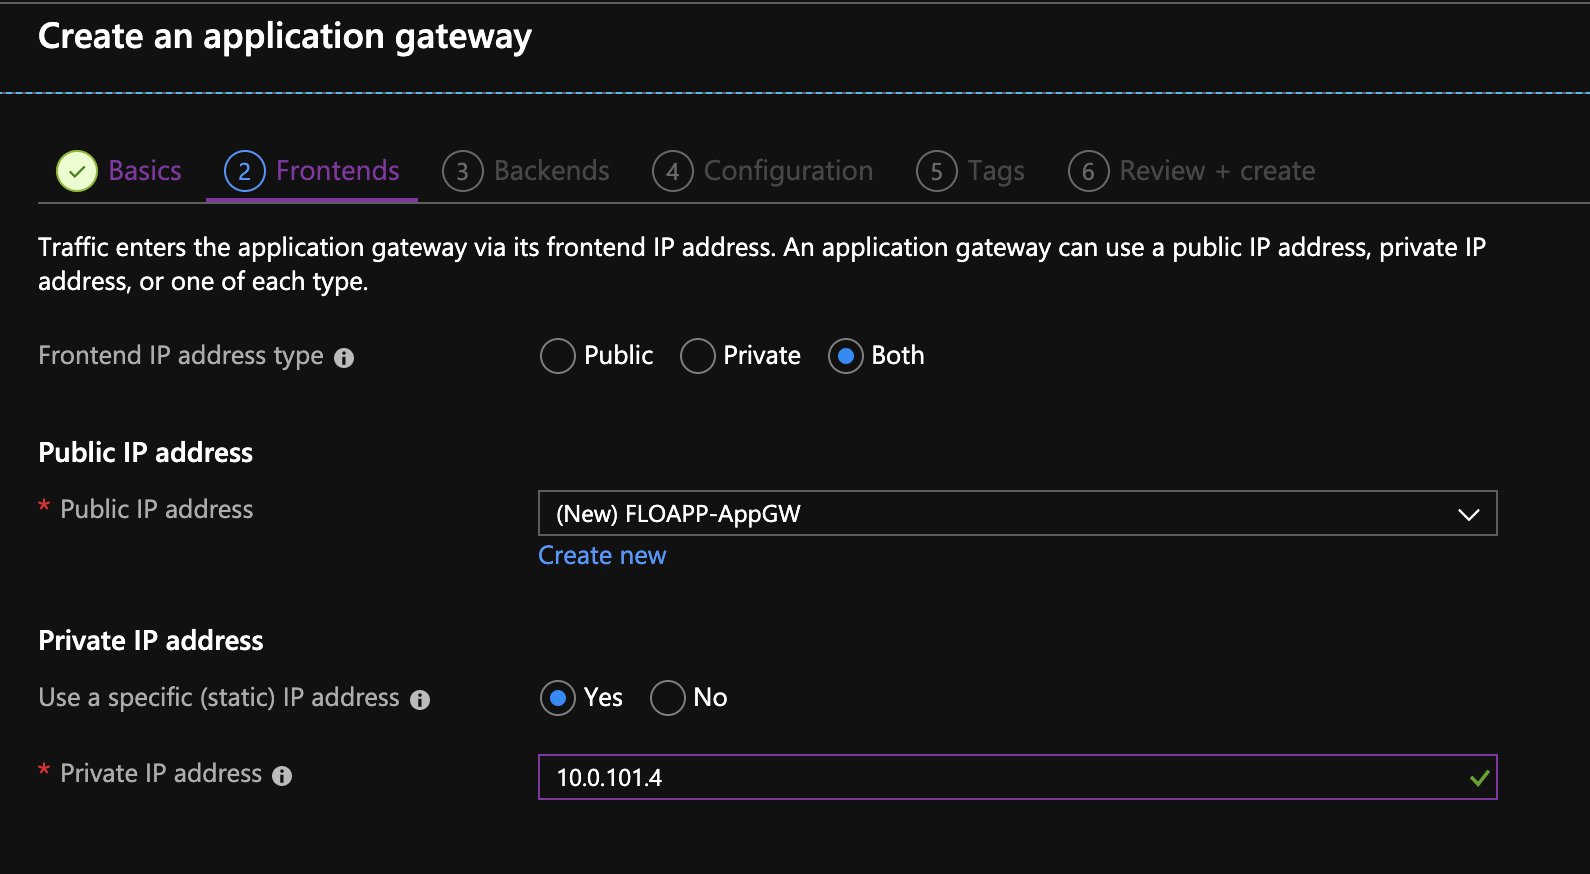 Create an application gateway
Basics
2 Frontends
3 Backends
4 Configuration
5 Tags
6 Review + create
Traffic enters the application gateway via its frontend IP address. An application gateway can use a public IP address, private IP
address, or one of each type.
Frontend IP address type
Public
Private
Both
Public IP address
* Public IP address
(New) FLOAPP-AppGW
Create new
Private IP address
Use a specific (static) IP address
Yes
No
* Private IP address
10.0.101.4